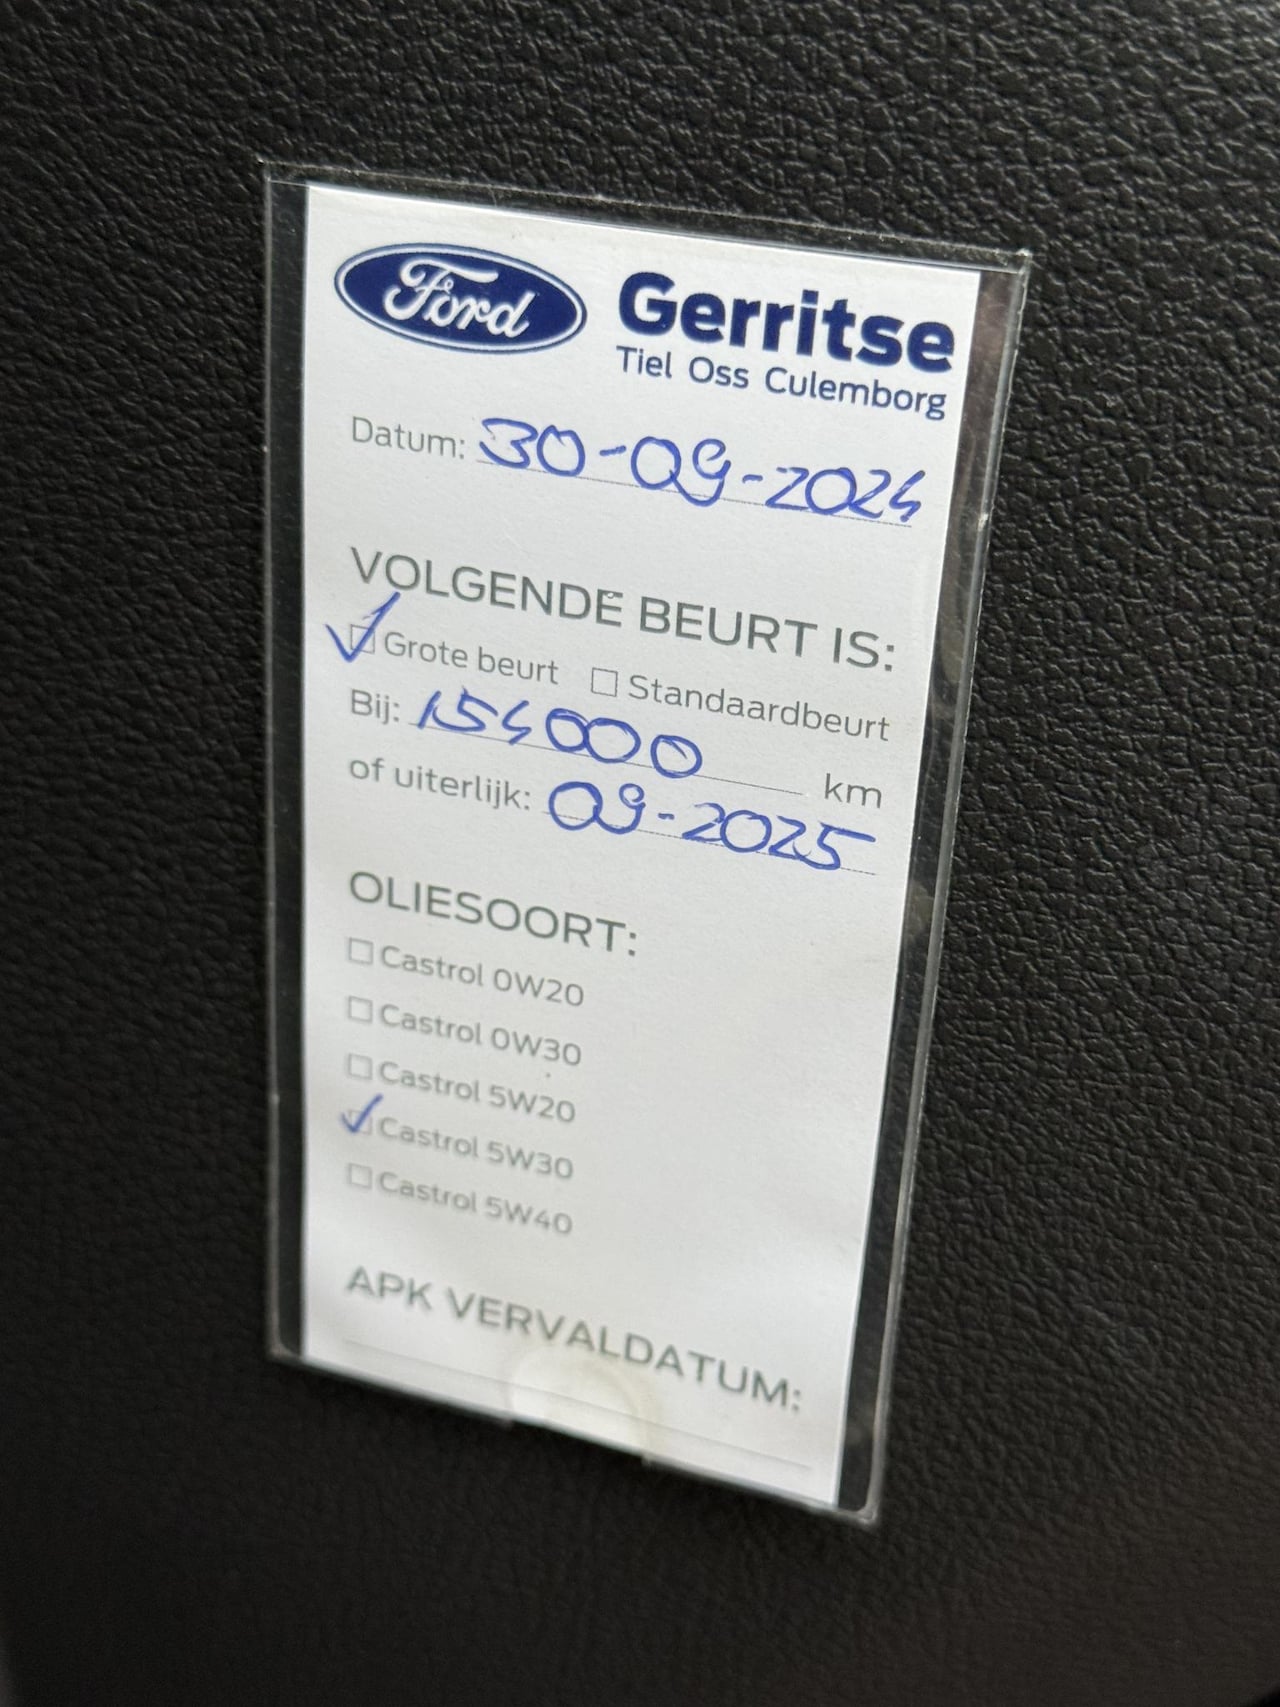 Ford Gerritse
Tiel Oss Culemborg
Datum: 30-09-2024
VOLGENDE BEURT IS:
Grote beurt Standaardbeurt
Bij: 154000 km
of uiterlijk: 09-2025
OLIESOORT:
Castrol 0W20
Castrol 0W30
Castrol 5W20
Castrol 5W30
Castrol 5W40
APK VERVALDATUM: